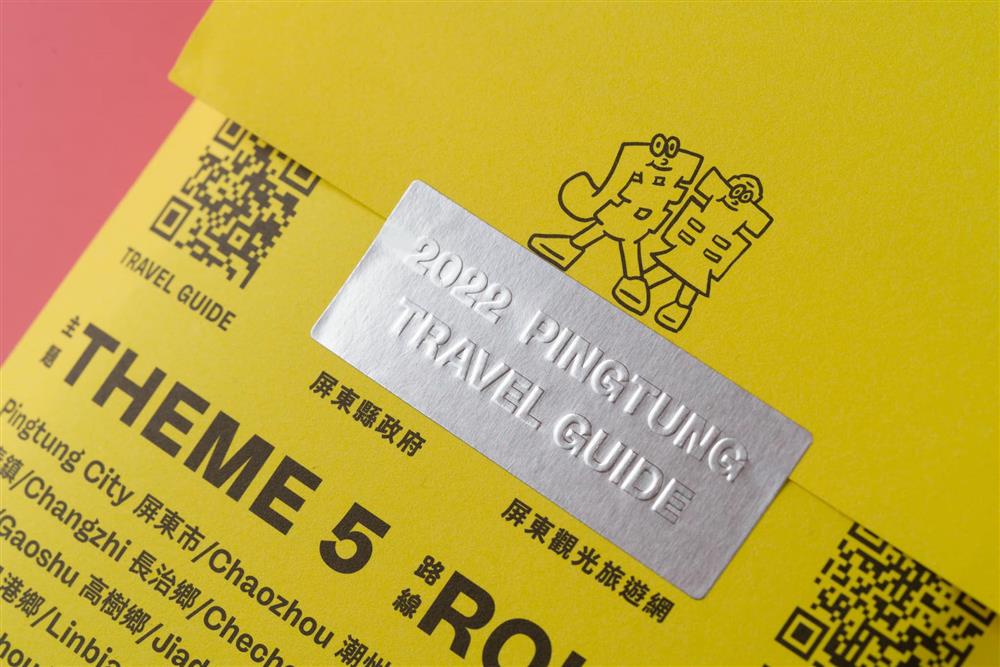 2022 PINGTUNG
TRAVEL GUIDE
TRAVEL GUIDE
屏東縣政府
屏東觀光旅遊網
主題
THEME 5
路線
Pingtung City 屏東市/Chaozhou 潮州
鎮/Changzhi 長治鄉/Chech
/Gaoshu 高樹鄉/Jiad
港鄉/Linbia